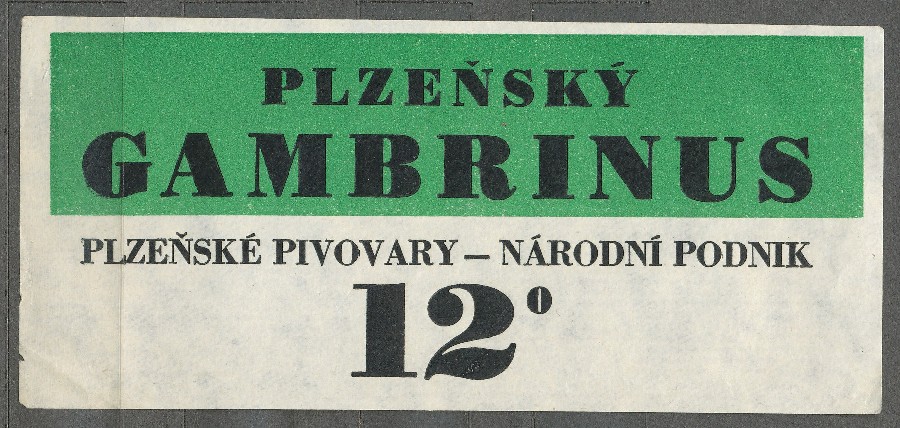 PLZEŇSKÝ
GAMBRINUS
PLZEŇSKÉ PIVOVARY – NÁRODNÍ PODNIK
12°